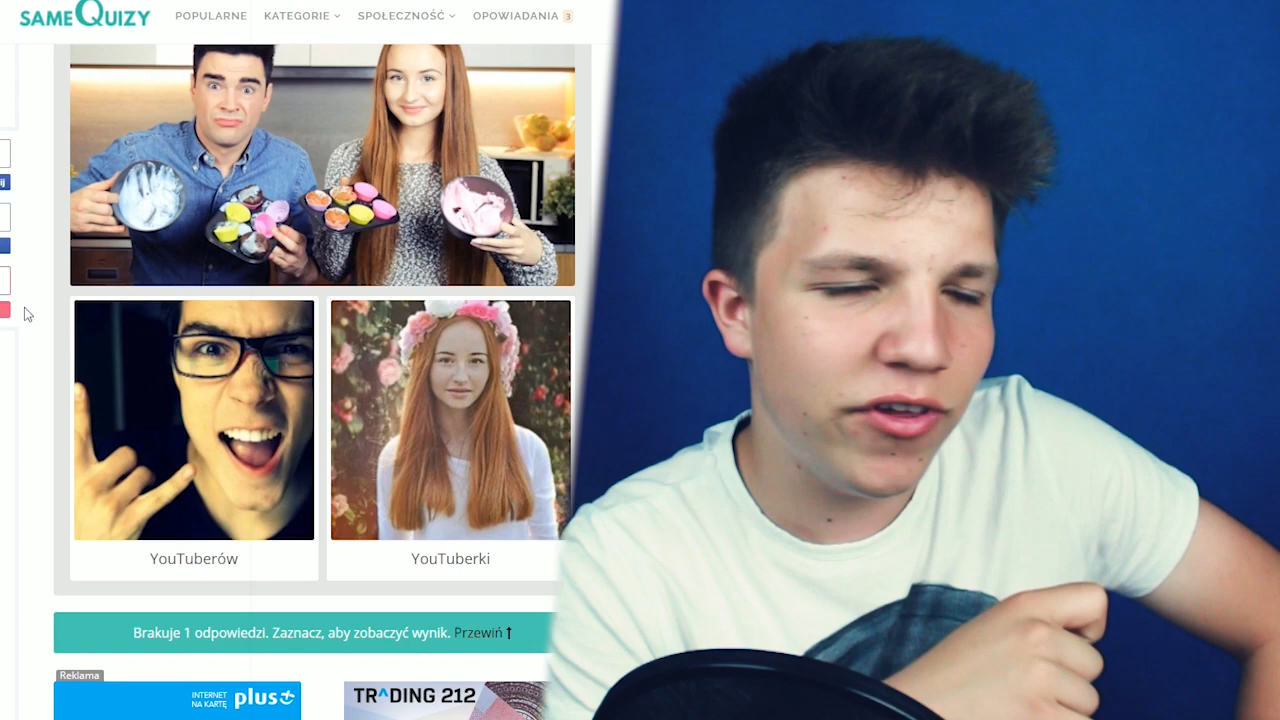 SAMEQUIZY
POPULARNE KATEGORIE SPOŁECZNOŚĆ OPOWIADANIA 3
ij
YouTuberów YouTuberki
Brakuje 1 odpowiedzi. Zaznacz, aby zobaczyć wynik. Przewiń
Reklama
INTERNET
NA KARTĘ
plus
TRADING 212